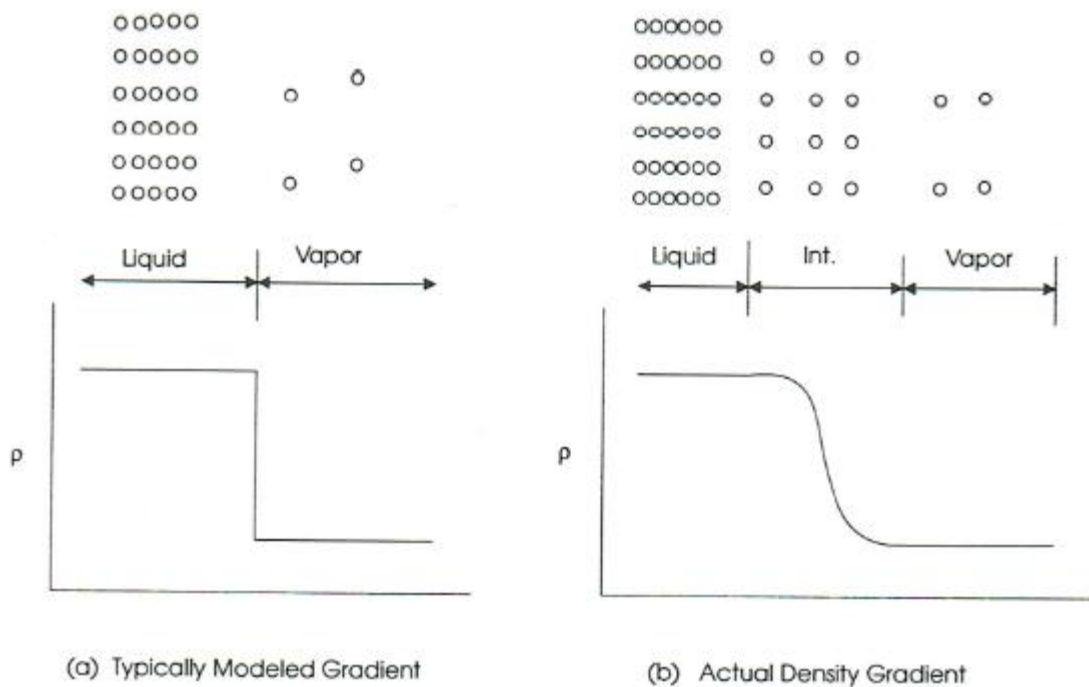 Liquid
Vapor
ρ
(a) Typically Modeled Gradient
Liquid
Int.
Vapor
ρ
(b) Actual Density Gradient